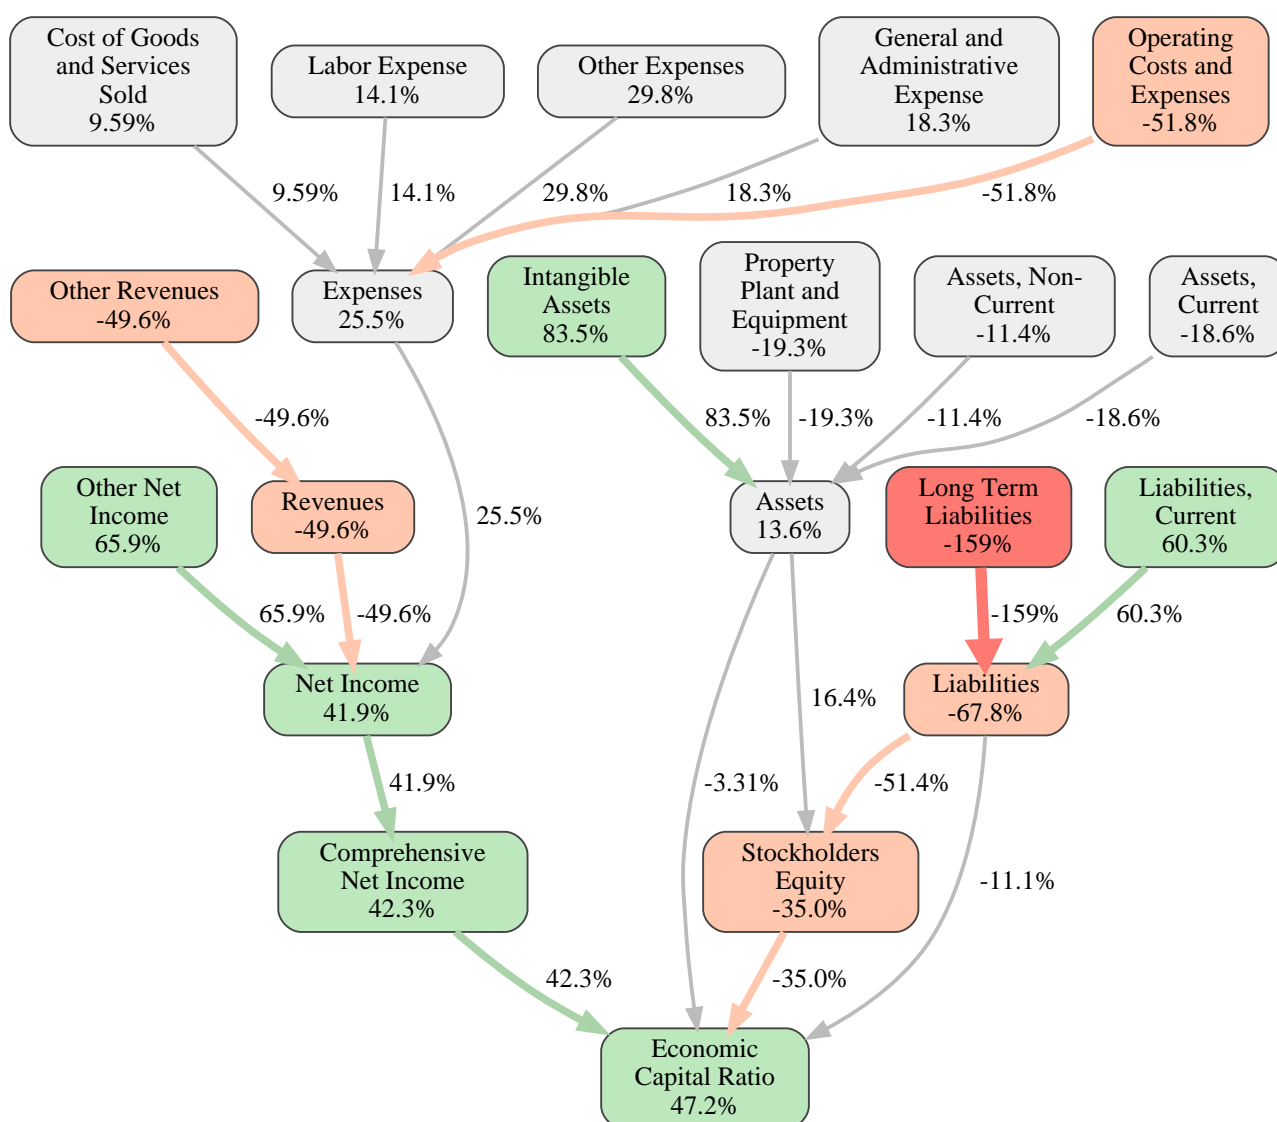 Cost of Goods
and Services
Sold
9.59%
Labor Expense
14.1%
Other Expenses
29.8%
General and
Administrative
Expense
18.3%
Operating
Costs and
Expenses
-51.8%
9.59%
14.1%
29.8%
18.3%
-51.8%
Other Revenues
-49.6%
Expenses
25.5%
Intangible
Assets
83.5%
Property
Plant and
Equipment
-19.3%
Assets, Non-
Current
-11.4%
Assets,
Current
-18.6%
-49.6%
83.5%
-19.3%
-11.4%
-18.6%
Other Net
Income
65.9%
Revenues
-49.6%
25.5%
Assets
13.6%
Long Term
Liabilities
-159%
Liabilities,
Current
60.3%
65.9%
-49.6%
-159%
60.3%
Net Income
41.9%
16.4%
Liabilities
-67.8%
41.9%
-3.31%
-51.4%
Comprehensive
Net Income
42.3%
Stockholders
Equity
-35.0%
-11.1%
42.3%
-35.0%
Economic
Capital Ratio
47.2%